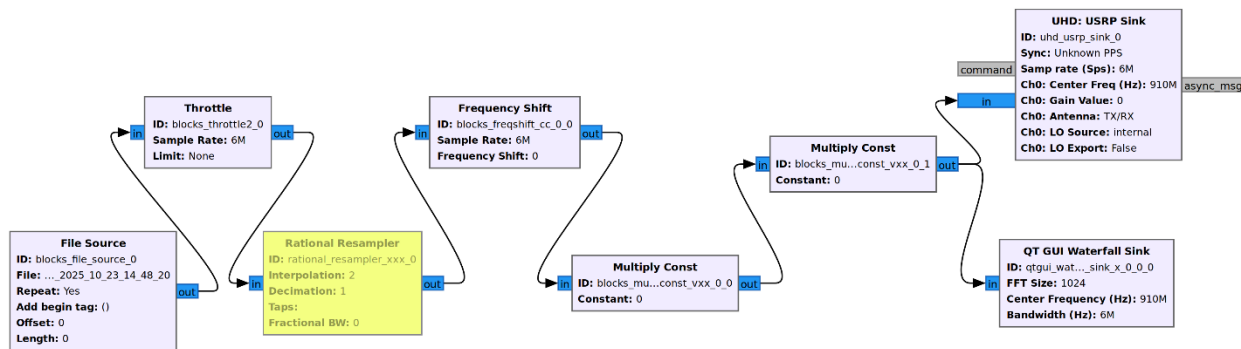 File Source
ID: blocks_file_source_0
File: ..._2025_10_23_14_48_20
Repeat: Yes
Add begin tag: ()
Offset: 0
Length: 0
out
Throttle
ID: blocks_throttle2_0
Sample Rate: 6M
Limit: None
in
out
Rational Resampler
ID: rational_resampler_xxx_0
Interpolation: 2
Decimation: 1
Taps:
Fractional BW: 0
in
out
Frequency Shift
ID: blocks_freqshift_cc_0_0
Sample Rate: 6M
Frequency Shift: 0
in
out
Multiply Const
ID: blocks_mu...const_vxx_0_0
Constant: 0
in
out
Multiply Const
ID: blocks_mu...const_vxx_0_1
Constant: 0
in
out
UHD: USRP Sink
ID: uhd_usrp_sink_0
Sync: Unknown PPS
Samp rate (Sps): 6M
Ch0: Center Freq (Hz): 910M
Ch0: Gain Value: 0
Ch0: Antenna: TX/RX
Ch0: LO Source: internal
Ch0: LO Export: False
command
in
async_msg
QT GUI Waterfall Sink
ID: qtgui_wat..._sink_x_0_0_0
FFT Size: 1024
Center Frequency (Hz): 910M
Bandwidth (Hz): 6M
in